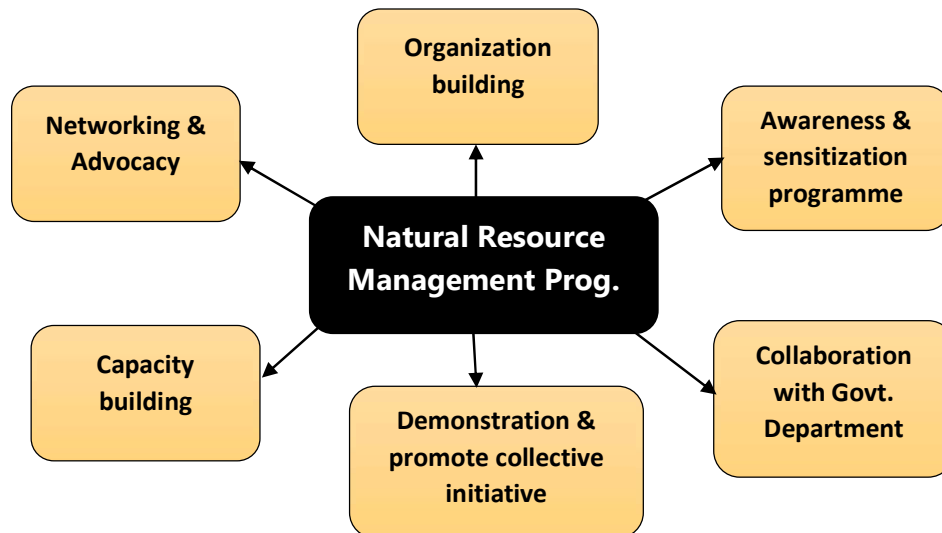 Organization
building
Networking &
Advocacy
Awareness &
sensitization
programme
Natural Resource
Management Prog.
Capacity
building
Demonstration &
promote collective
initiative
Collaboration
with Govt.
Department